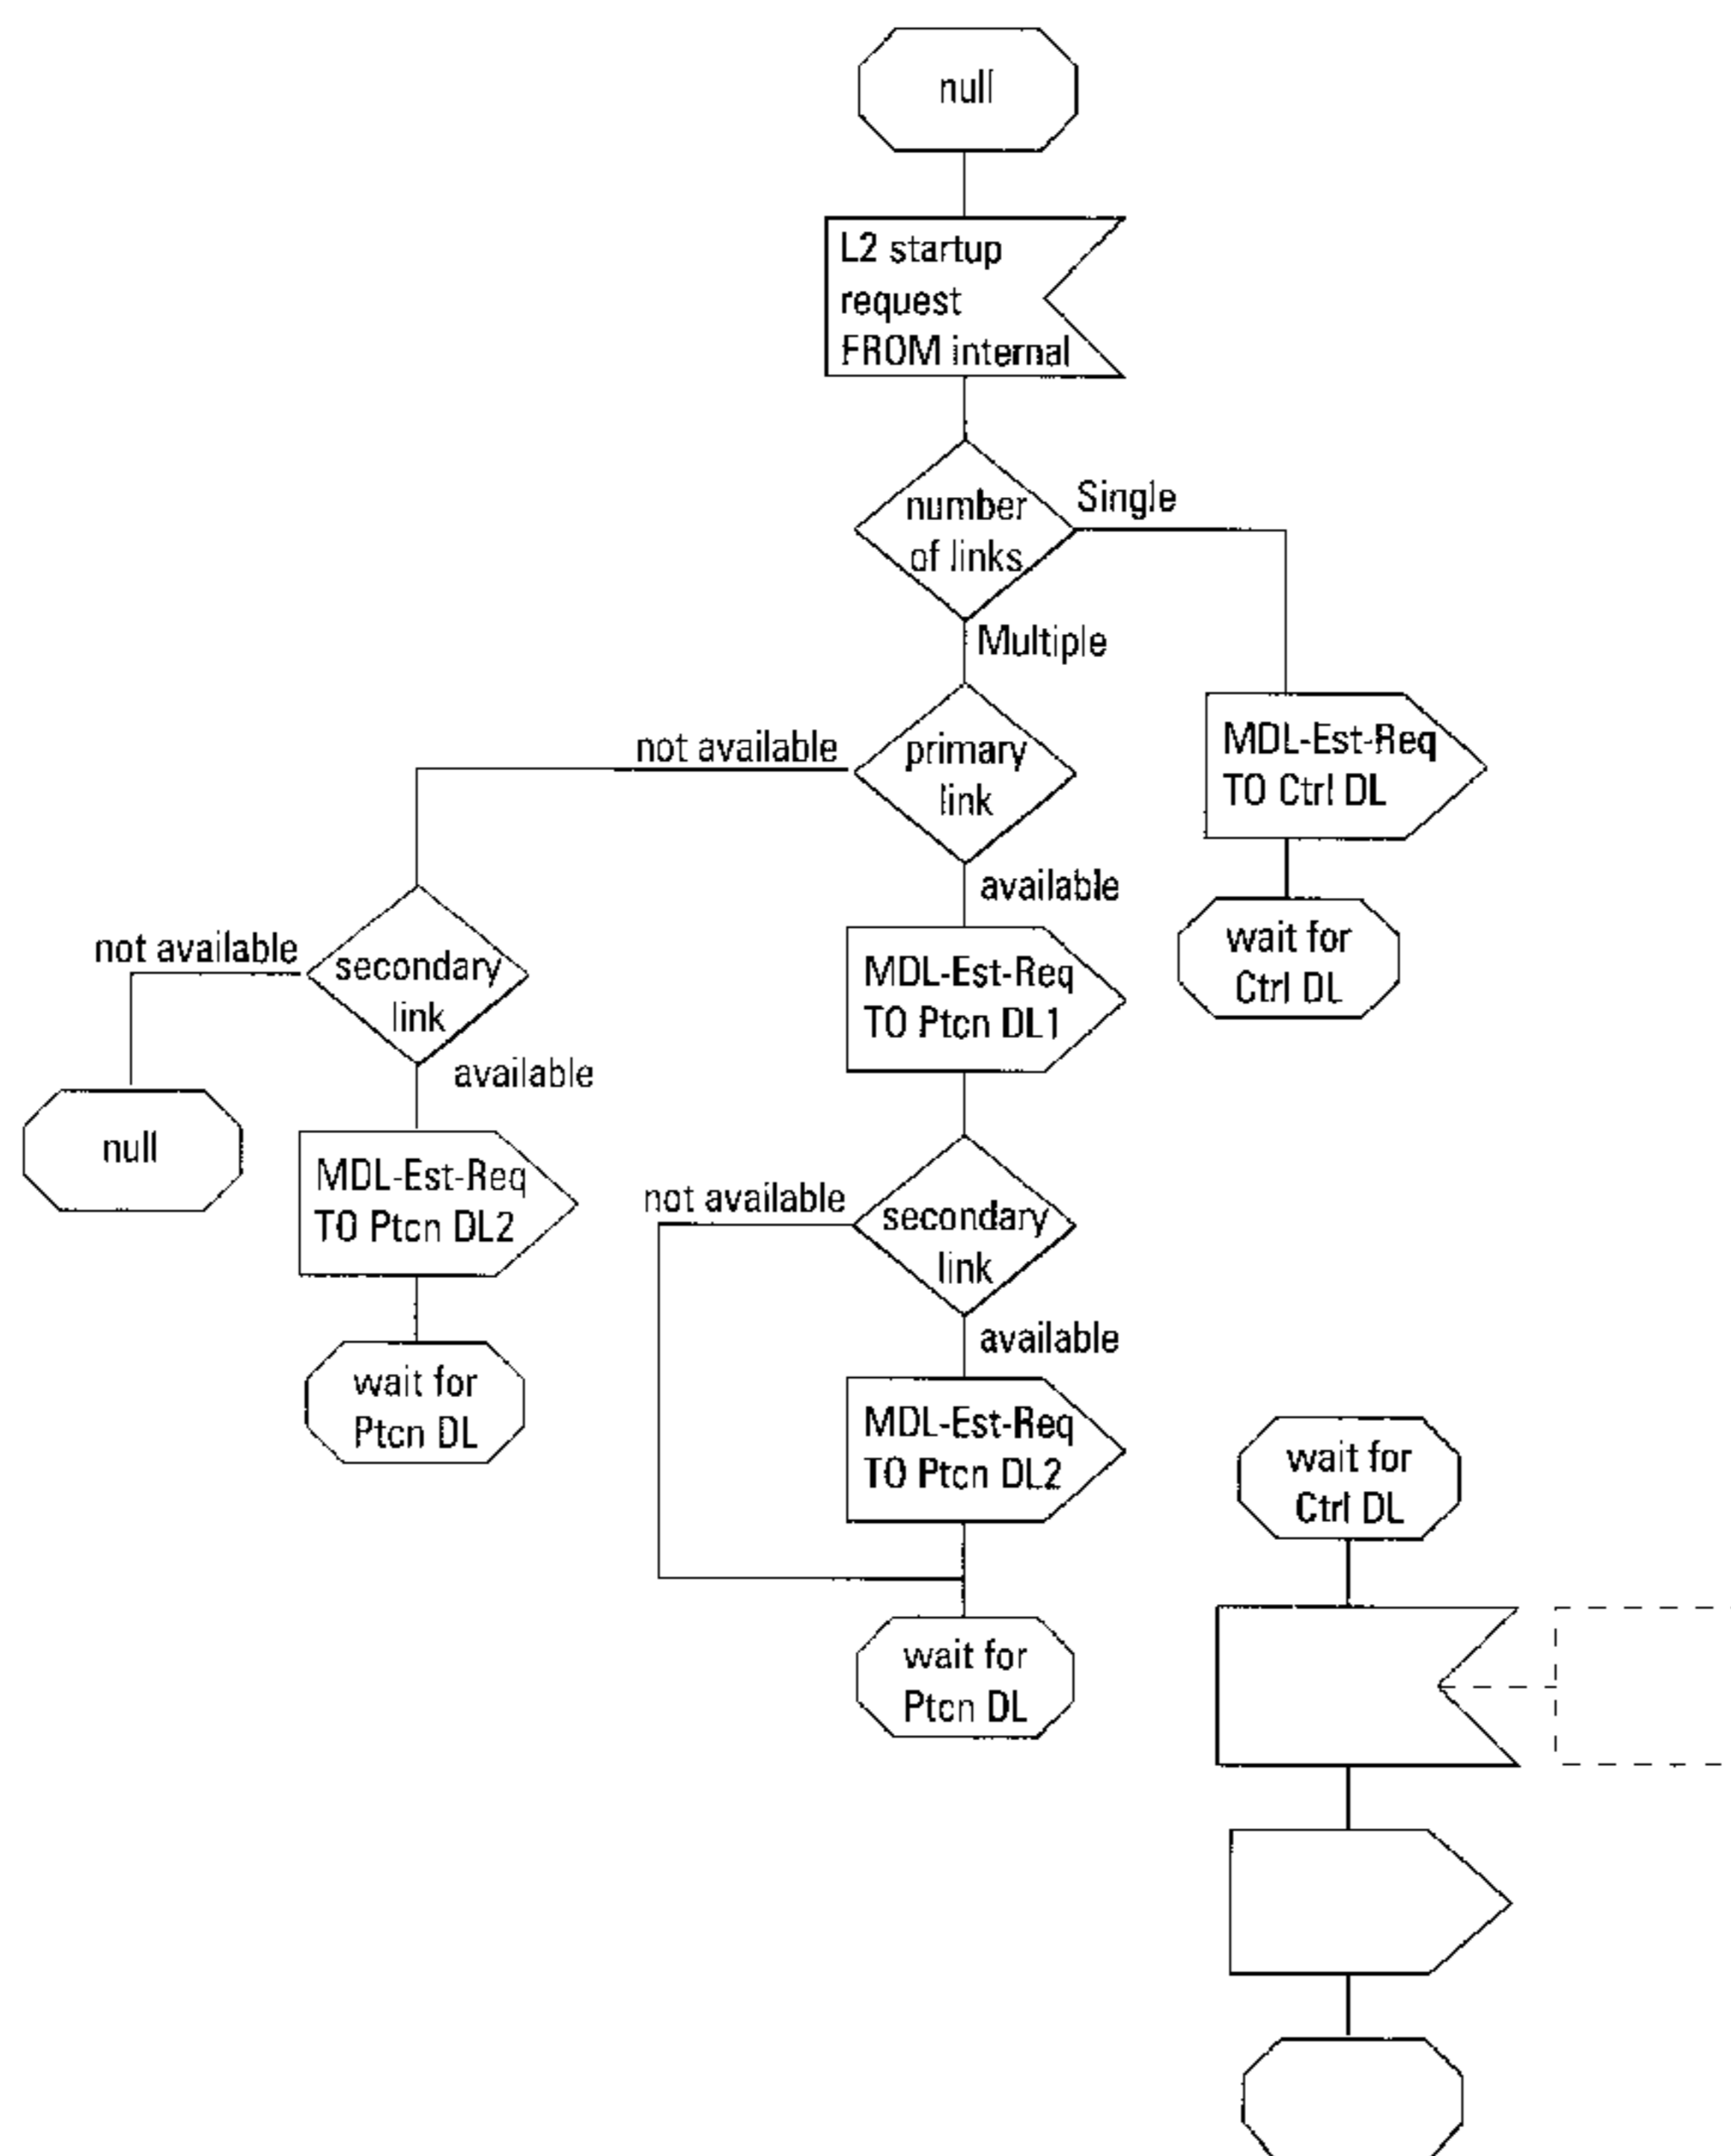 null
L2 startup
request
FROM internal
number
of links
Single
Multiple
not available
primary
link
MDL-Est-Req
TO Ctrl DL
available
wait for
Ctrl DL
not available
secondary
link
MDL-Est-Req
TO Ptcn DL1
available
null
MDL-Est-Req
TO Ptcn DL2
not available
secondary
link
available
wait for
Ptcn DL
MDL-Est-Req
TO Ptcn DL2
wait for
Ctrl DL
wait for
Ptcn DL